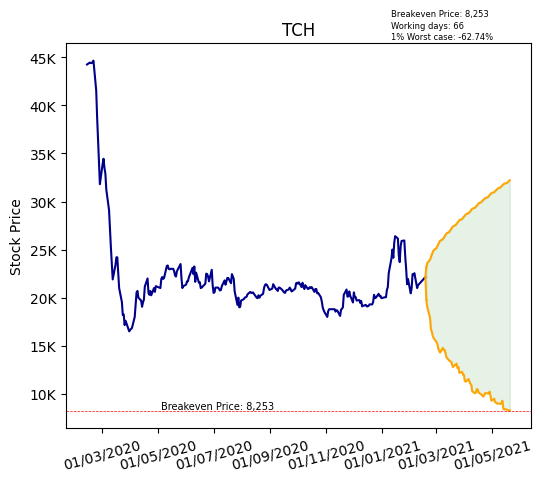 Breakeven Price: 8,253
Working days: 66
1% Worst case: -62.74%
TCH
Stock Price
45K
40K
35K
30K
25K
20K
15K
10K
Breakeven Price: 8,253
01/03/2020
01/05/2020
01/07/2020
01/09/2020
01/11/2020
01/01/2021
01/03/2021
01/05/2021